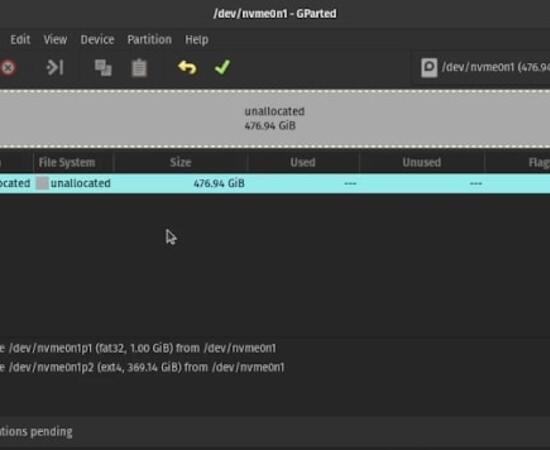 /dev/nvme0n1 - GParted
Edit View Device Partition Help
/dev/nvme0n1 (476.94
unallocated
476.94 GiB
File System Size Used Unused Flag
ocated unallocated 476.94 GiB --- ---
e /dev/nvme0n1p1 (fat32, 1.00 GiB) from /dev/nvme0n1
e /dev/nvme0n1p2 (ext4, 369.14 GiB) from /dev/nvme0n1
ations pending